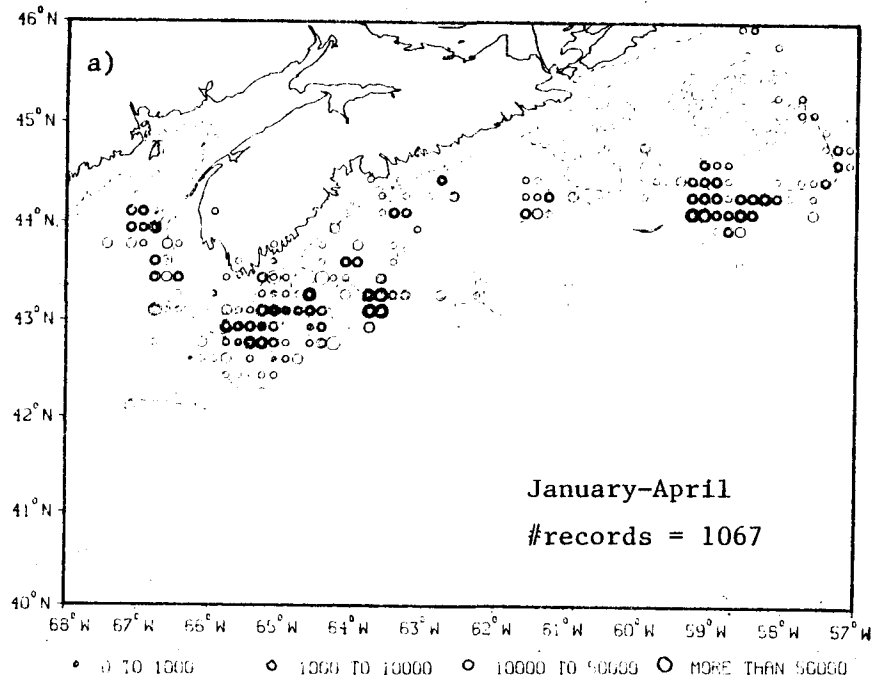 46°N
a)
45°N
44°N
43°N
42°N
41°N
40°N
January-April
#records = 1067
68°W 67°W 66°W 65°W 64°W 63°W 62°W 61°W 60°W 59°W 58°W 57°W
0 TO 1000 1000 TO 10000 10000 TO 50000 MORE THAN 50000